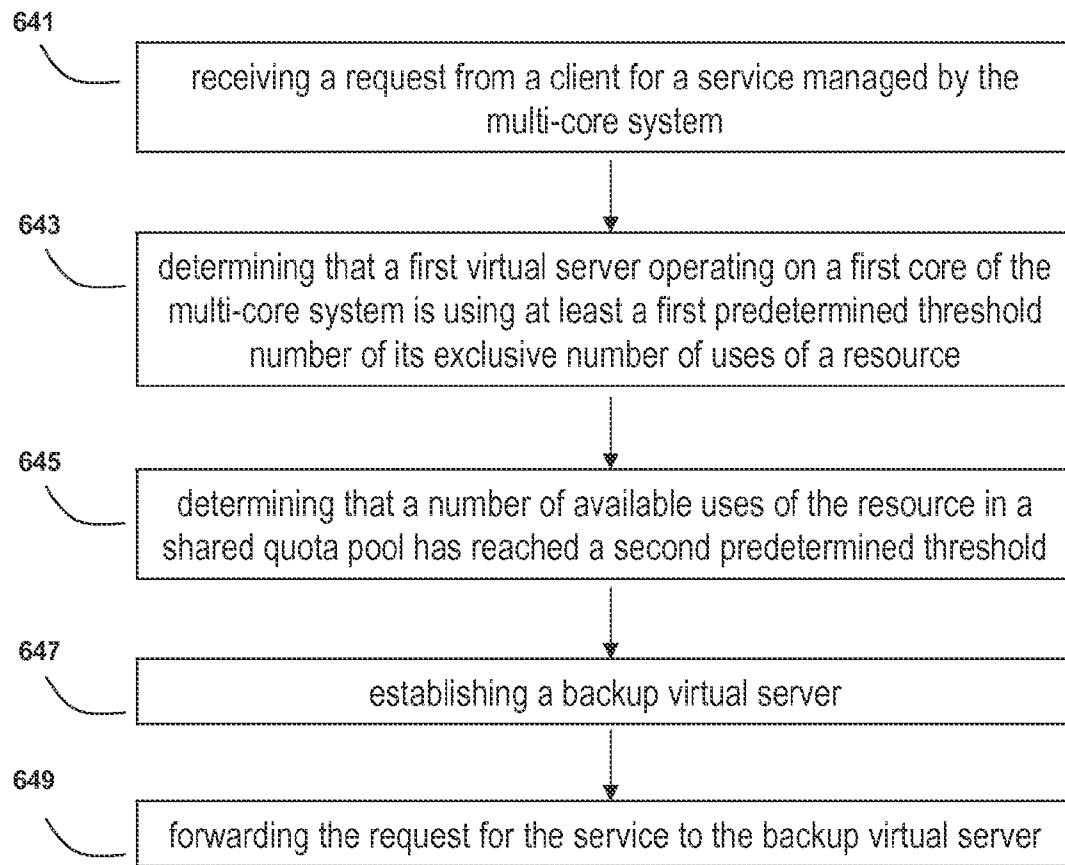 641
receiving a request from a client for a service managed by the
multi-core system
643
determining that a first virtual server operating on a first core of the
multi-core system is using at least a first predetermined threshold
number of its exclusive number of uses of a resource
645
determining that a number of available uses of the resource in a
shared quota pool has reached a second predetermined threshold
647
establishing a backup virtual server
649
forwarding the request for the service to the backup virtual server